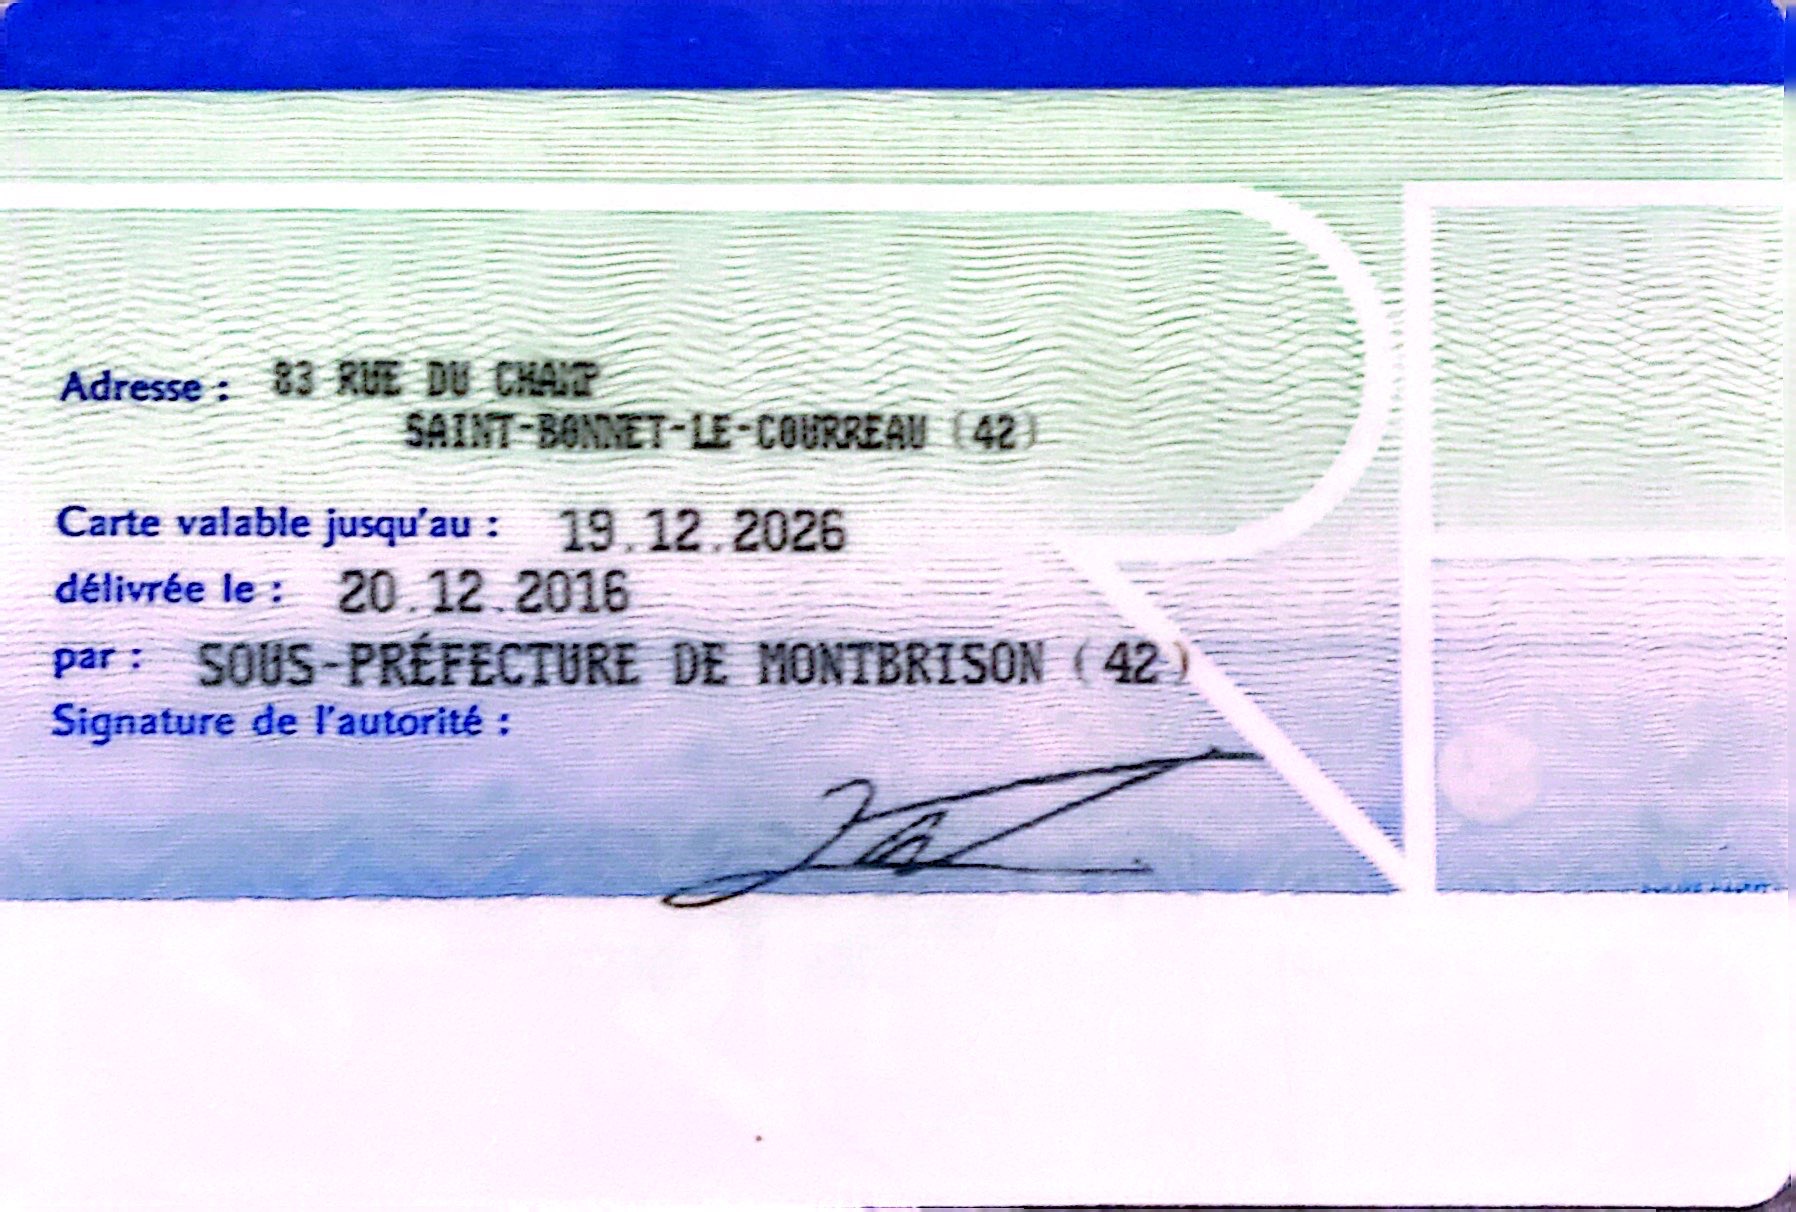 Adresse : 83 RUE DU CHAMP
SAINT-BONNET-LE-COURREAU (42)
Carte valable jusqu'au : 19.12.2026
délivrée le : 20.12.2016
par : SOUS-PRÉFECTURE DE MONTBRISON (42)
Signature de l'autorité :